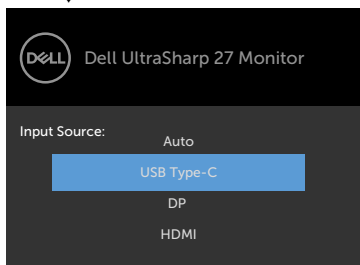 DELL Dell UltraSharp 27 Monitor
Input Source:
Auto
USB Type-C
DP
HDMI